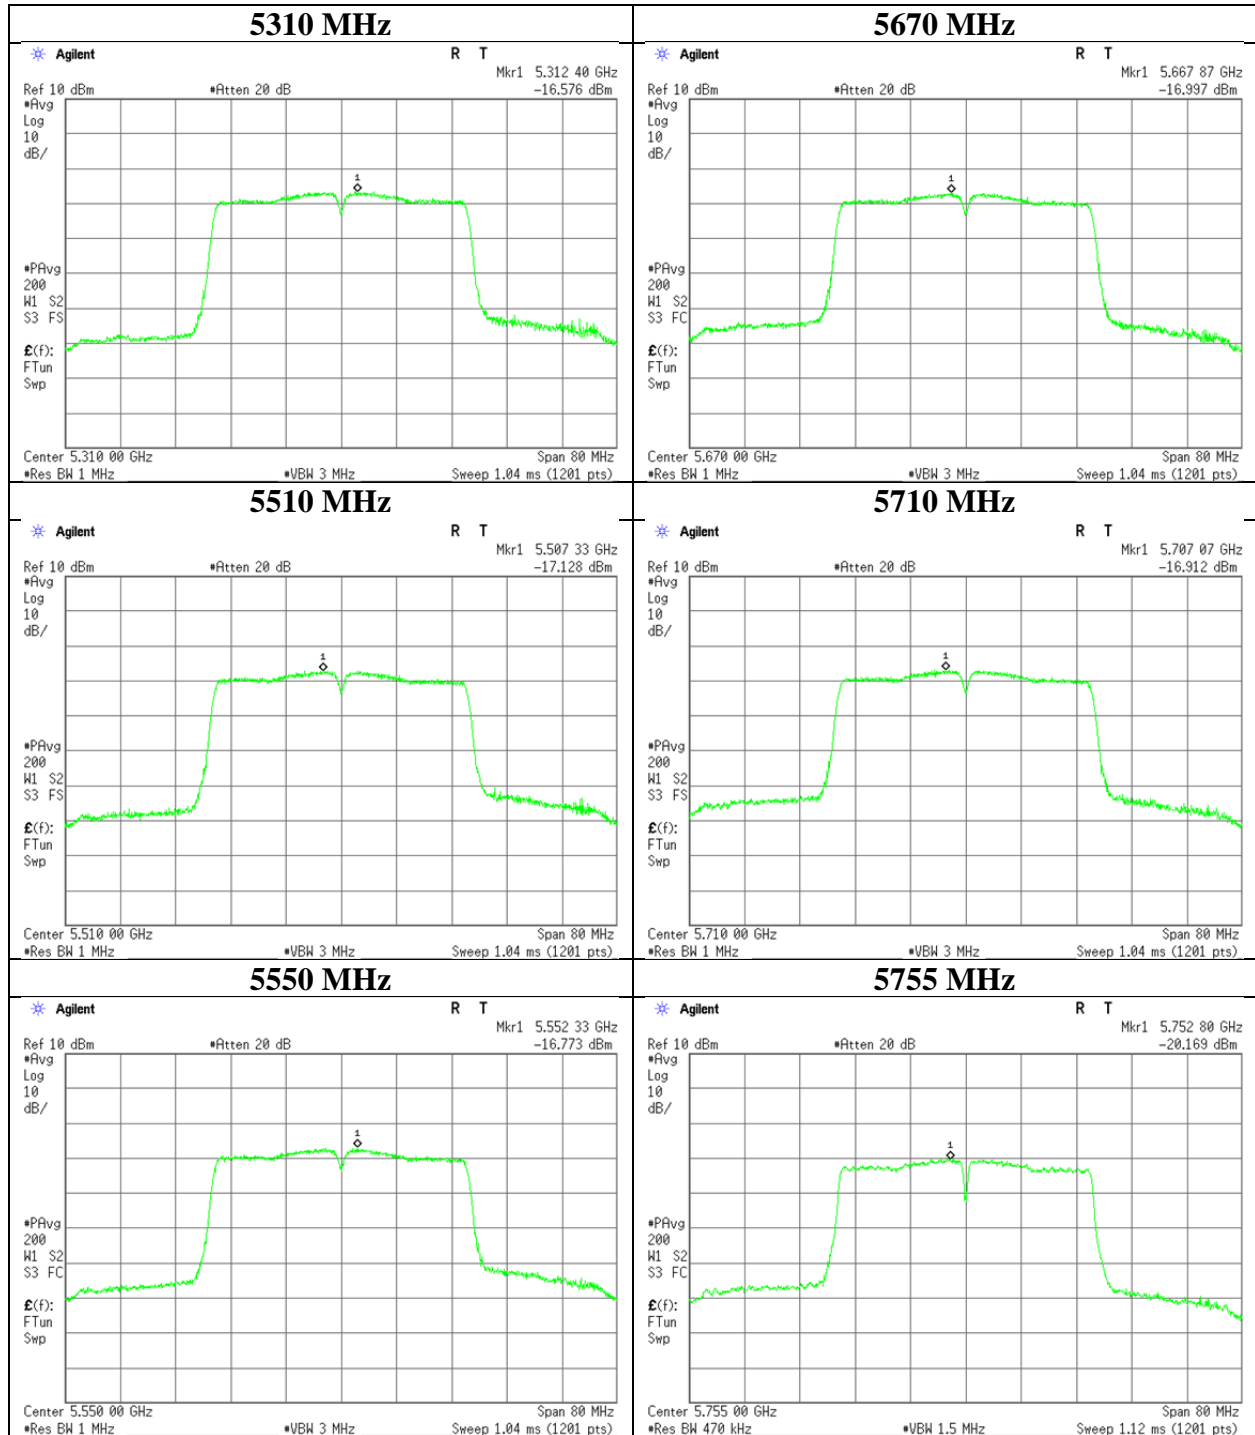 5310 MHz
Agilent R T
Mkr1 5.312 40 GHz
Ref 10 dBm #Atten 20 dB -16.576 dBm
#Avg
Log
10
dB/
1
#PAvg
200
W1 S2
S3 FS
£(f):
FTun
Swp
Center 5.310 00 GHz Span 80 MHz
#Res BW 1 MHz #VBW 3 MHz Sweep 1.04 ms (1201 pts)
5670 MHz
Agilent R T
Mkr1 5.667 87 GHz
Ref 10 dBm #Atten 20 dB -16.997 dBm
#Avg
Log
10
dB/
1
#PAvg
200
W1 S2
S3 FC
£(f):
FTun
Swp
Center 5.670 00 GHz Span 80 MHz
#Res BW 1 MHz #VBW 3 MHz Sweep 1.04 ms (1201 pts)
5510 MHz
Agilent R T
Mkr1 5.507 33 GHz
Ref 10 dBm #Atten 20 dB -17.128 dBm
#Avg
Log
10
dB/
1
#PAvg
200
W1 S2
S3 FS
£(f):
FTun
Swp
Center 5.510 00 GHz Span 80 MHz
#Res BW 1 MHz #VBW 3 MHz Sweep 1.04 ms (1201 pts)
5710 MHz
Agilent R T
Mkr1 5.707 07 GHz
Ref 10 dBm #Atten 20 dB -16.912 dBm
#Avg
Log
10
dB/
1
#PAvg
200
W1 S2
S3 FS
£(f):
FTun
Swp
Center 5.710 00 GHz Span 80 MHz
#Res BW 1 MHz #VBW 3 MHz Sweep 1.04 ms (1201 pts)
5550 MHz
Agilent R T
Mkr1 5.552 33 GHz
Ref 10 dBm #Atten 20 dB -16.773 dBm
#Avg
Log
10
dB/
1
#PAvg
200
W1 S2
S3 FC
£(f):
FTun
Swp
Center 5.550 00 GHz Span 80 MHz
#Res BW 1 MHz #VBW 3 MHz Sweep 1.04 ms (1201 pts)
5755 MHz
Agilent R T
Mkr1 5.752 80 GHz
Ref 10 dBm #Atten 20 dB -20.169 dBm
#Avg
Log
10
dB/
1
#PAvg
200
W1 S2
S3 FC
£(f):
FTun
Swp
Center 5.755 00 GHz Span 80 MHz
#Res BW 470 kHz #VBW 1.5 MHz Sweep 1.12 ms (1201 pts)